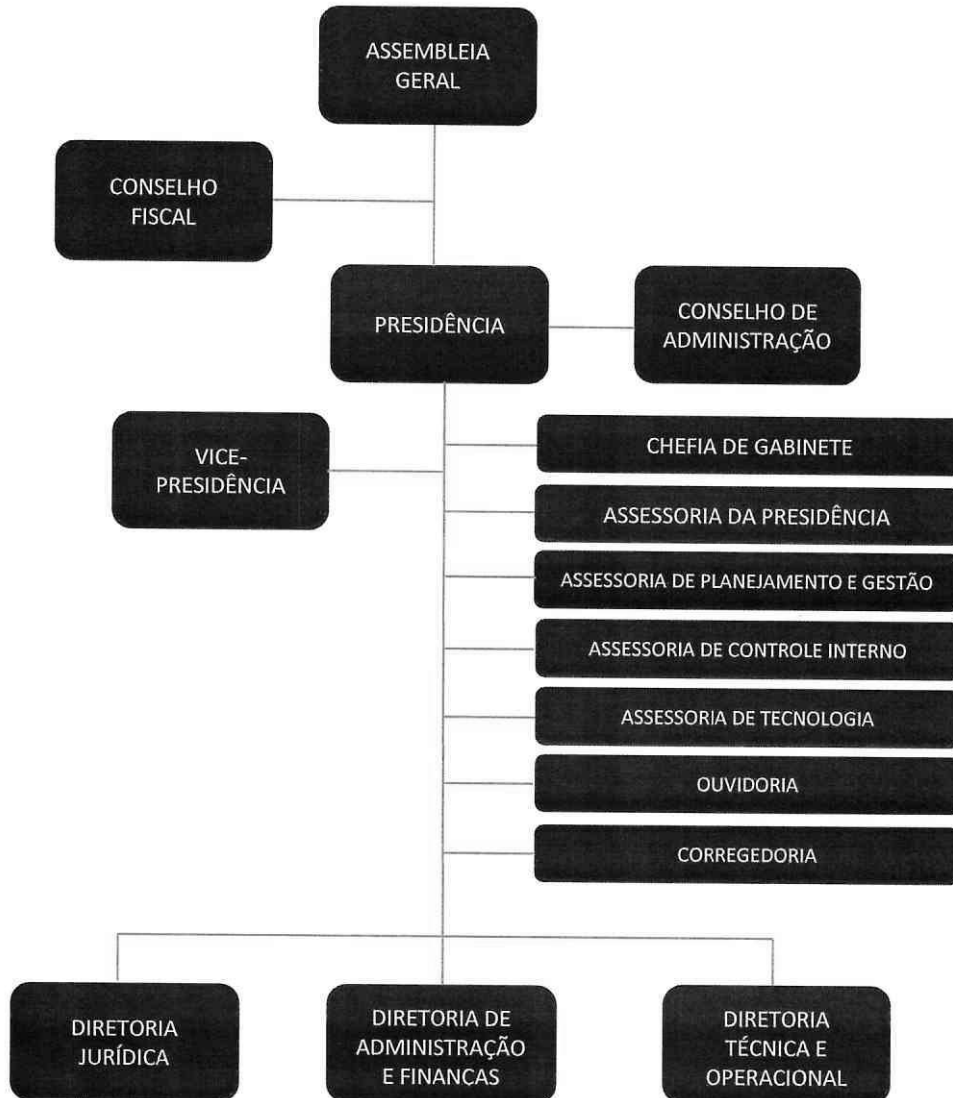 ASSEMBLEIA
GERAL
CONSELHO
FISCAL
PRESIDÊNCIA
CONSELHO DE
ADMINISTRAÇÃO
VICE-
PRESIDÊNCIA
CHEFIA DE GABINETE
ASSESSORIA DA PRESIDÊNCIA
ASSESSORIA DE PLANEJAMENTO E GESTÃO
ASSESSORIA DE CONTROLE INTERNO
ASSESSORIA DE TECNOLOGIA
OUVIDORIA
CORREGEDORIA
DIRETORIA
JURÍDICA
DIRETORIA DE
ADMINISTRAÇÃO
E FINANCAS
DIRETORIA
TÉCNICA E
OPERACIONAL